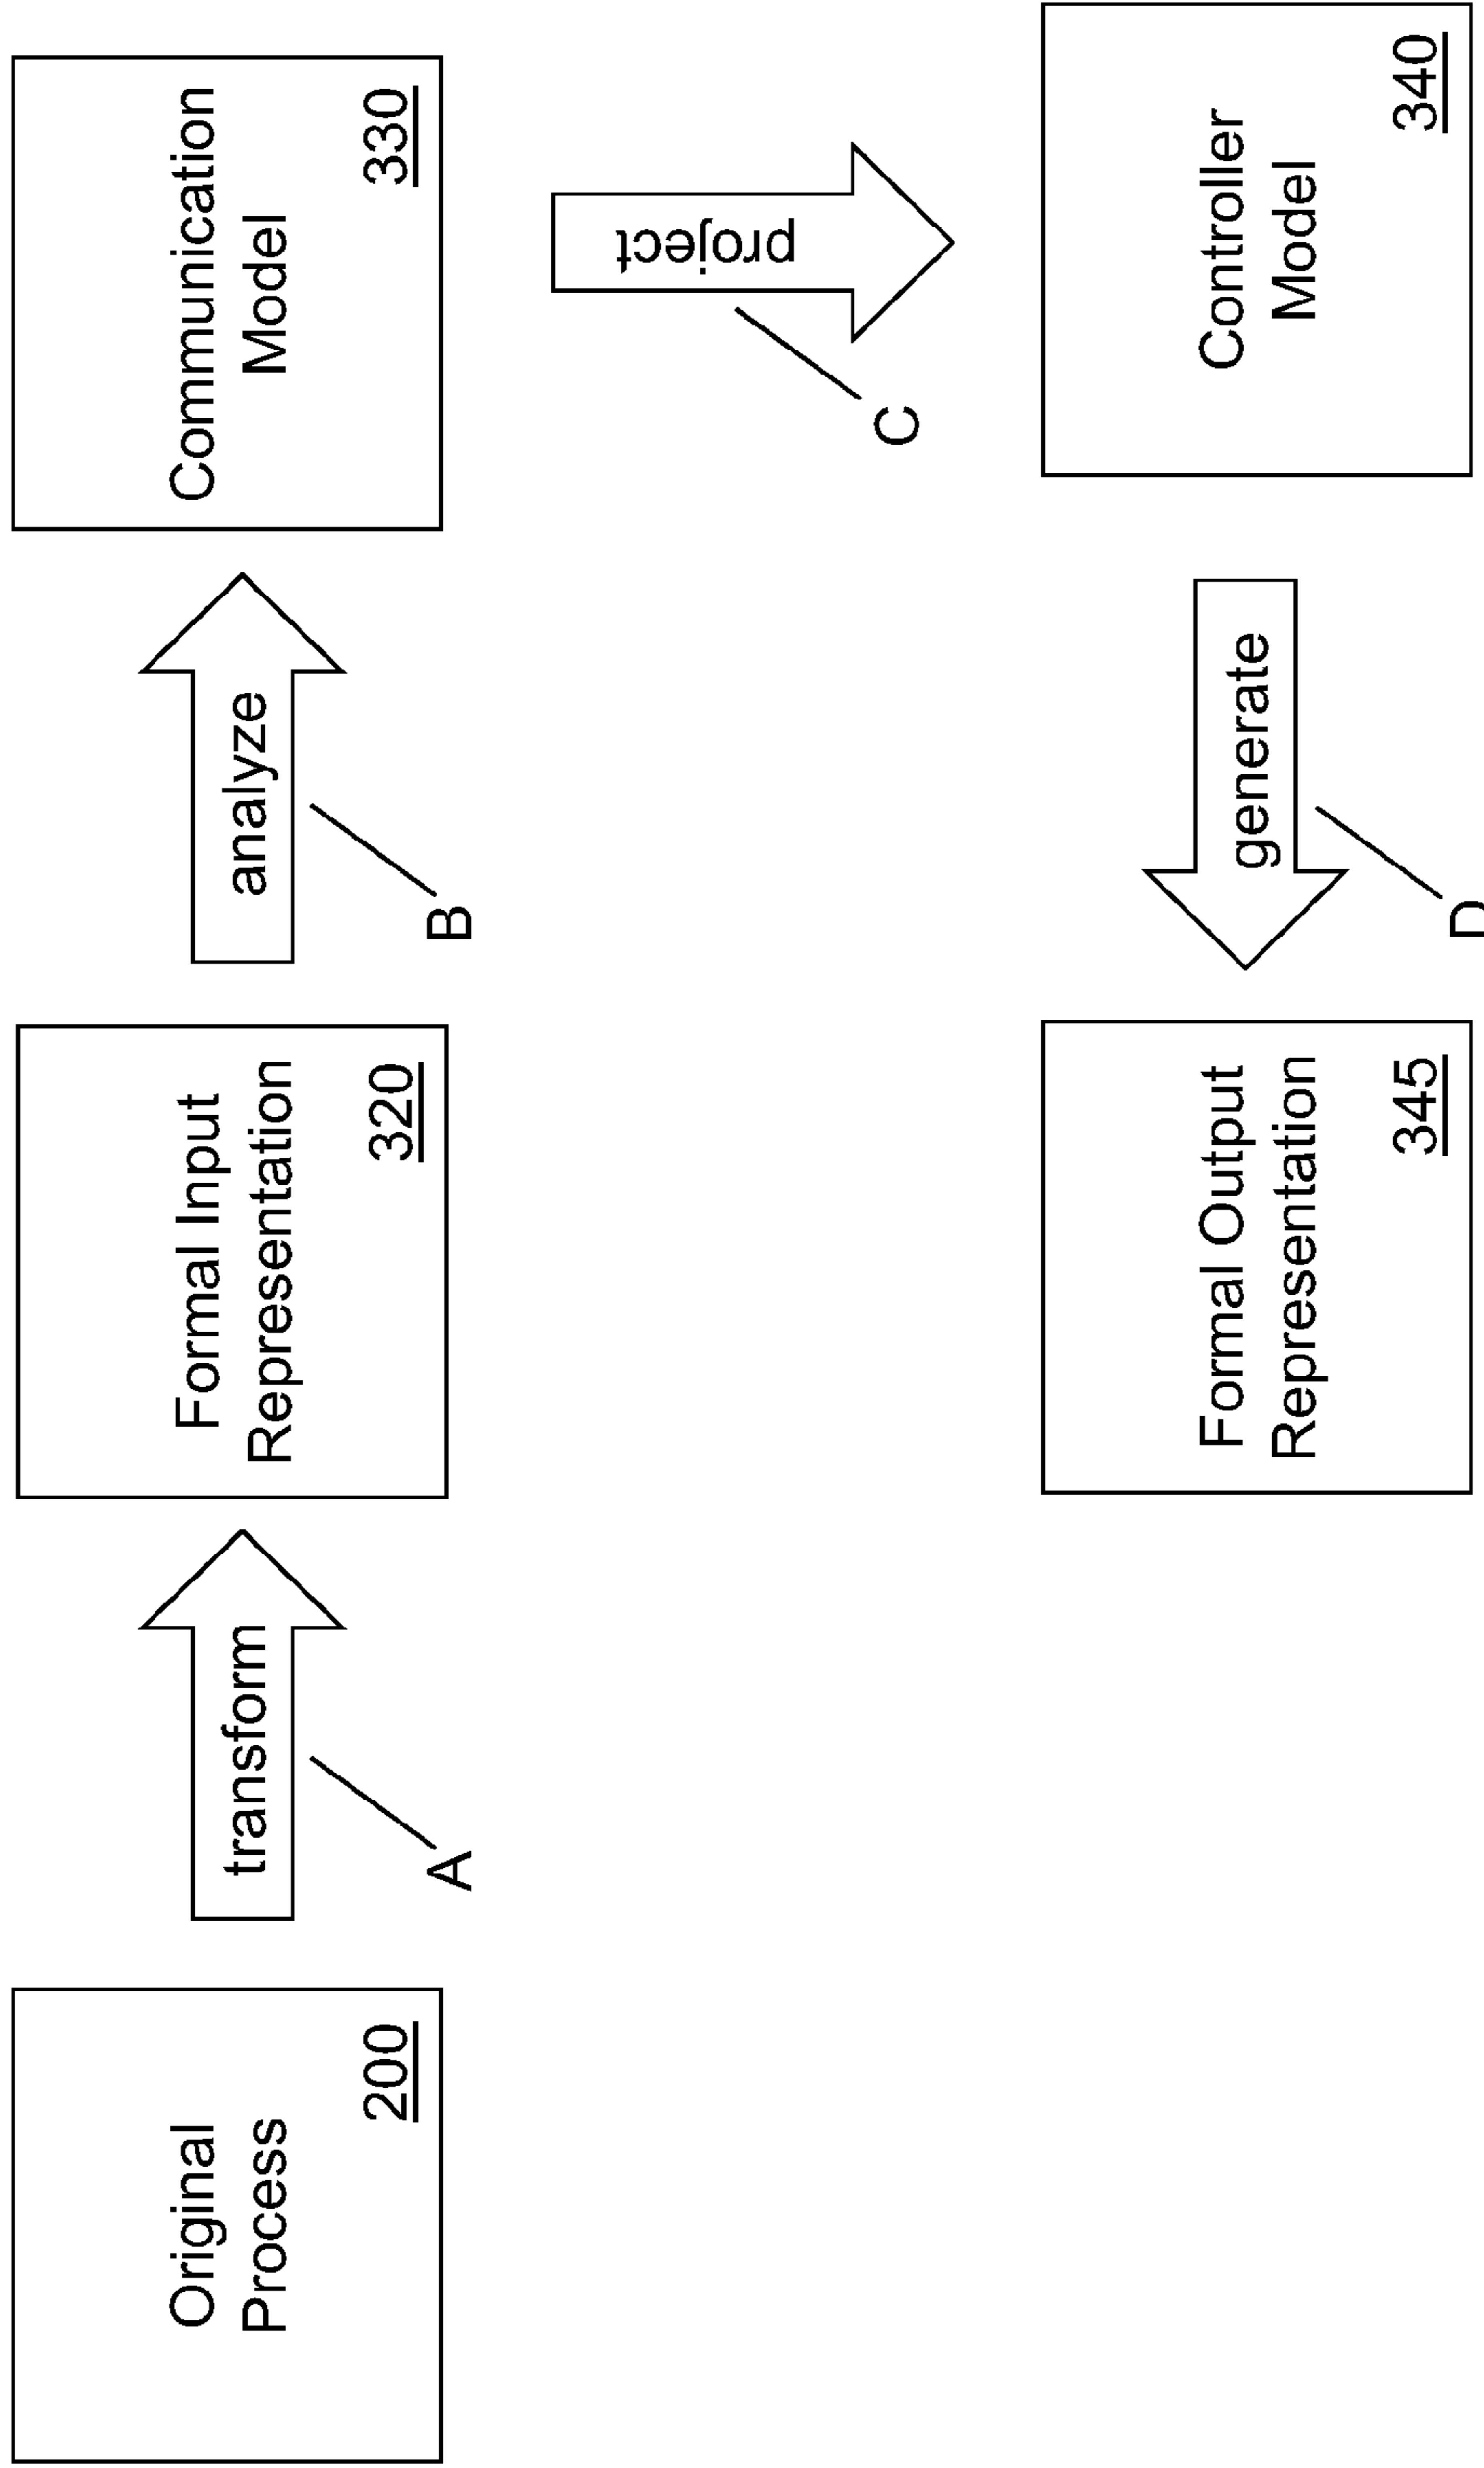 Original
Process
200
transform
A
Formal Input
Representation
320
analyze
B
Communication
Model
330
project
C
Controller
Model
340
generate
D
Formal Output
Representation
345